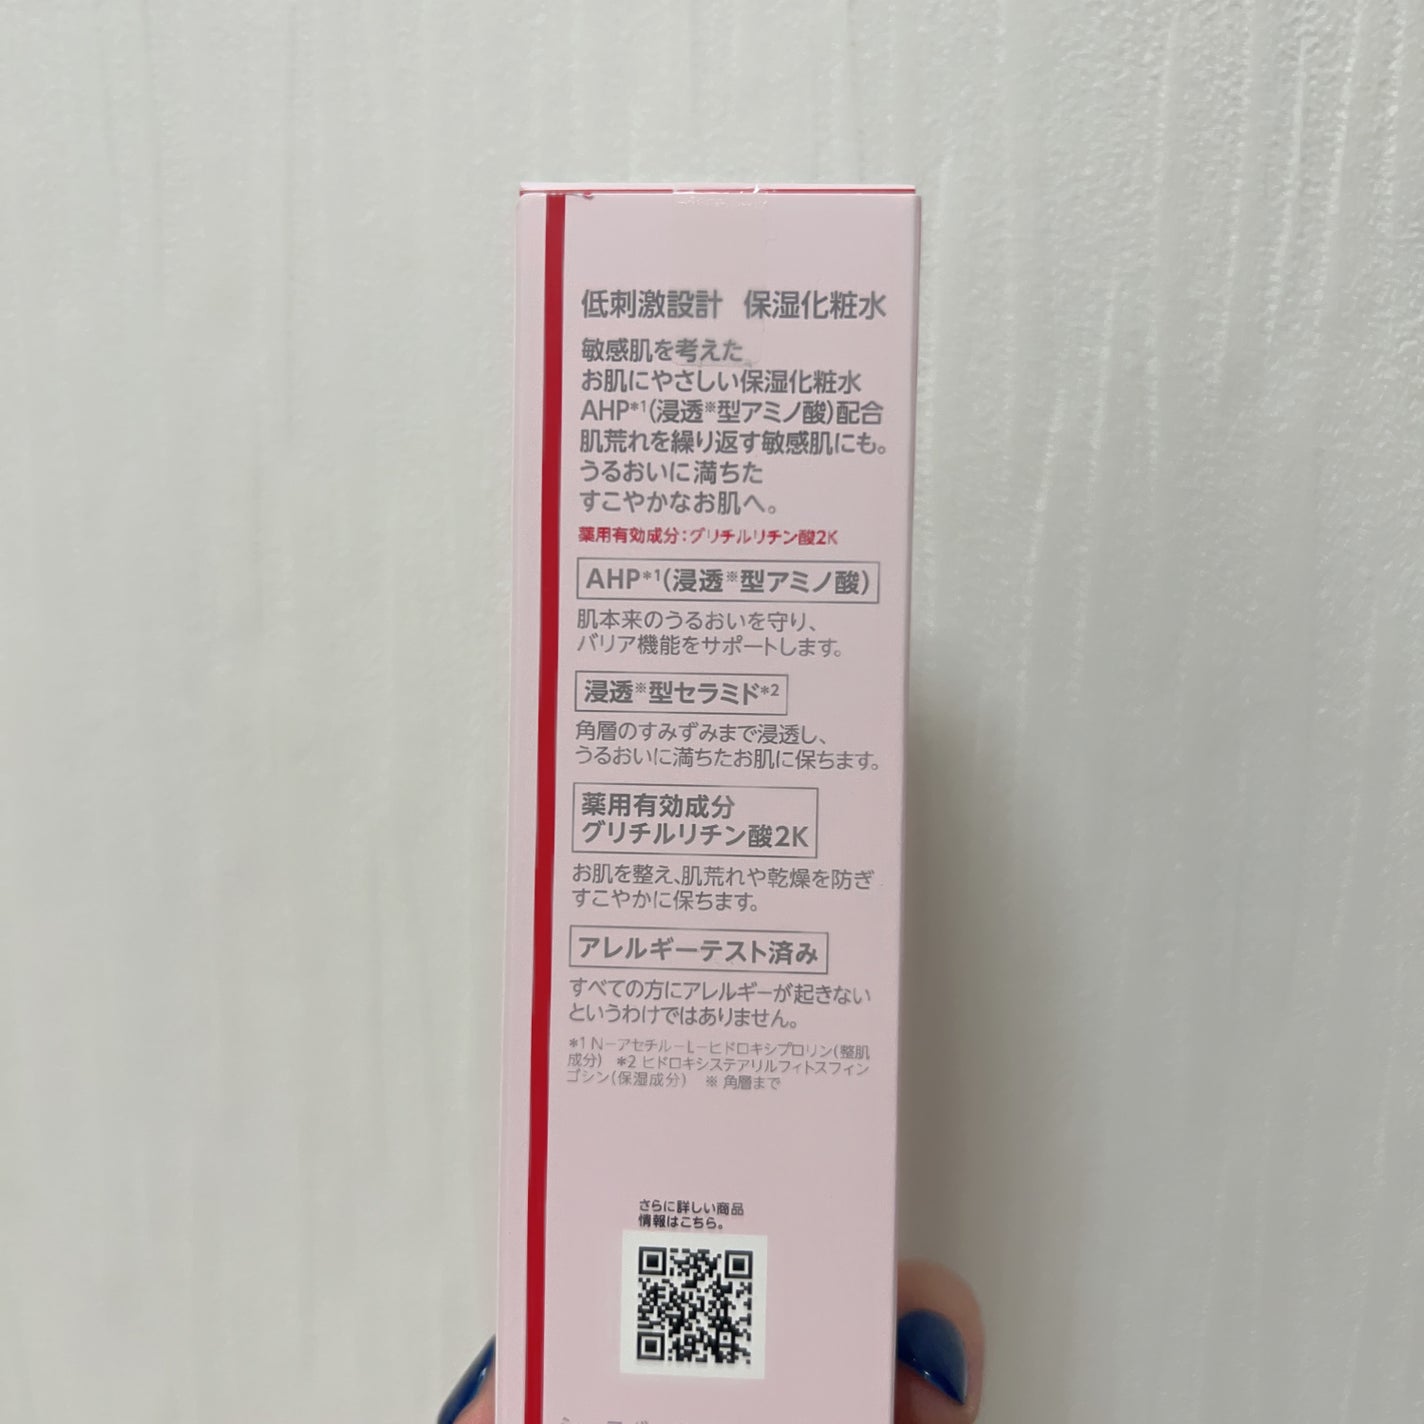 低刺激設計 保湿化粧水
敏感肌を考えた
お肌にやさしい保湿化粧水
AHP*1(浸透※型アミノ酸)配合
肌荒れを繰り返す敏感肌にも。
うるおいに満ちた
すこやかなお肌へ。
薬用有効成分:グリチルリチン酸2K
AHP*1(浸透※型アミノ酸)
肌本来のうるおいを守り、
バリア機能をサポートします。
浸透※型セラミド*2
角層のすみずみまで浸透し、
うるおいに満ちたお肌に保ちます。
薬用有効成分
グリチルリチン酸2K
お肌を整え、肌荒れや乾燥を防ぎ
すこやかに保ちます。
アレルギーテスト済み
すべての方にアレルギーが起きない
というわけではありません。
*1 N-アセチル-L-ヒドロキシプロリン(整肌
成分) *2 ヒドロキシステアリルフィトスフィン
ゴシン(保湿成分) ※ 角層まで
さらに詳しい商品
情報はこちら。